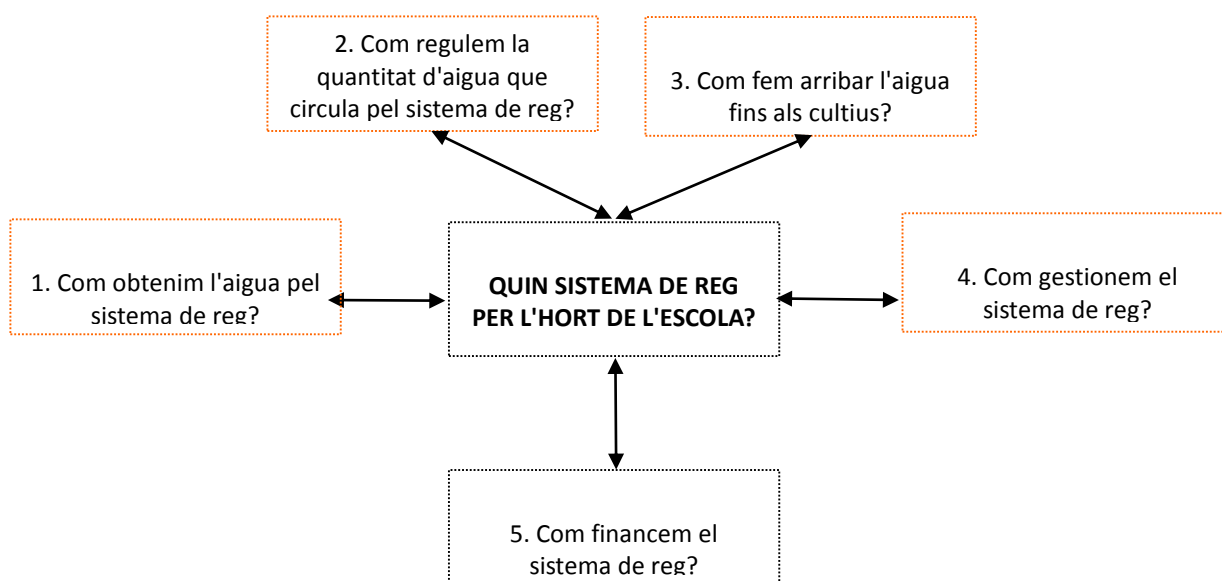 2. Com regulem la
quantitat d'aigua que
circula pel sistema de reg?
3. Com fem arribar l'aigua
fins als cultius?
1. Com obtenim l'aigua pel
sistema de reg?
QUIN SISTEMA DE REG
PER L'HORT DE L'ESCOLA?
4. Com gestionem el
sistema de reg?
5. Com financem el
sistema de reg?